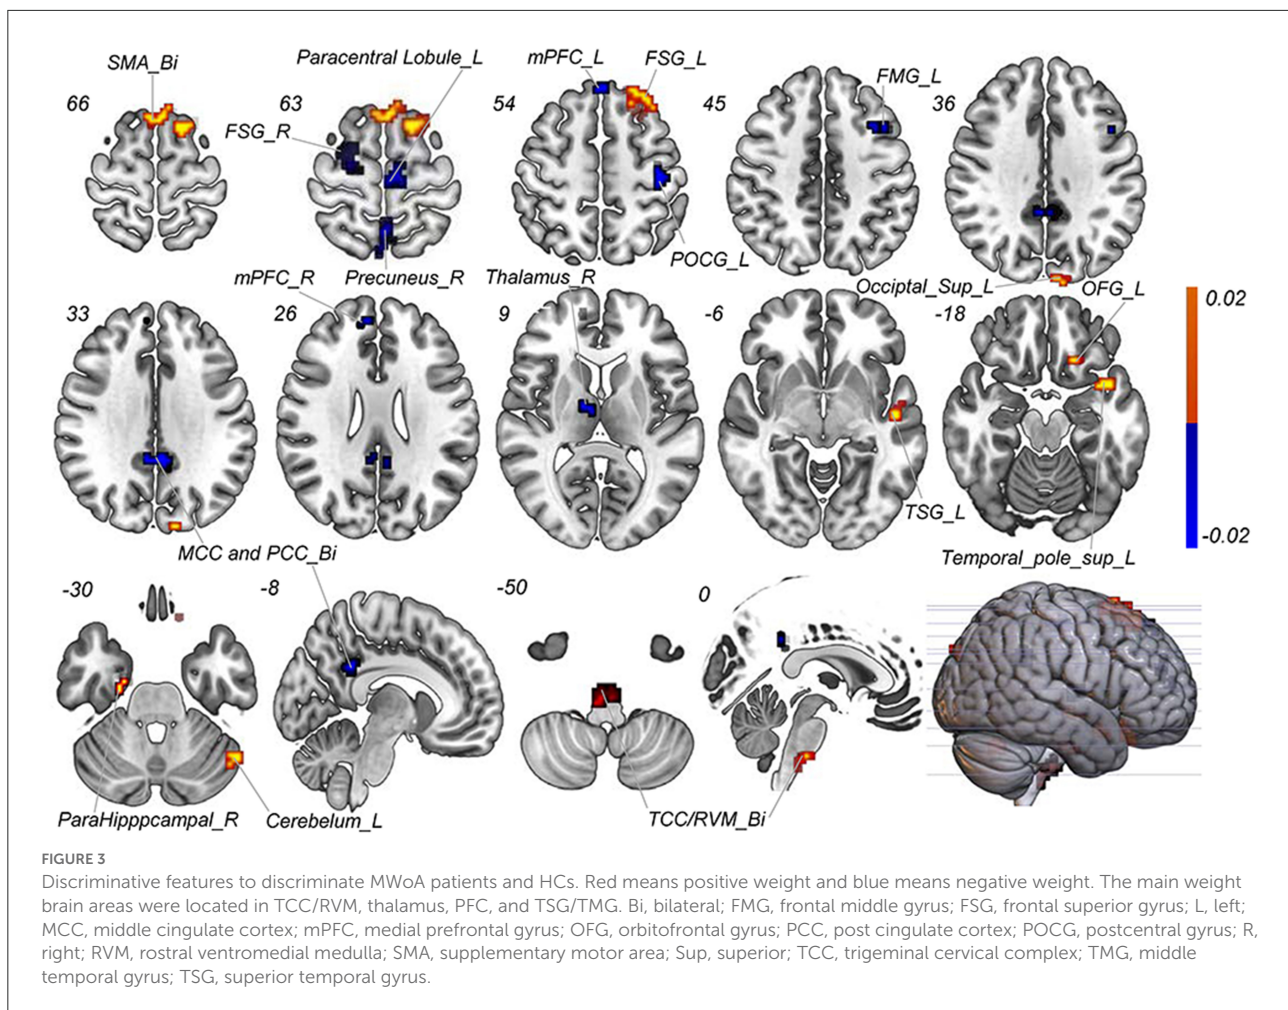 SMA_Bi
Paracentral Lobule_L
mPFC_L
FSG_L
FMG_L
66
63
54
45
36
FSG_R
POCG_L
mPFC_R
Precuneus_R
Thalamus_R
Occiptal_Sup_L
OFG_L
33
26
9
-6
-18
0.02
-0.02
TSG_L
MCC and PCC_Bi
Temporal_pole_sup_L
-30
-8
-50
0
ParaHipppcampal_R
Cerebelum_L
TCC/RVM_Bi
FIGURE 3
Discriminative features to discriminate MWoA patients and HCs. Red means positive weight and blue means negative weight. The main weight
brain areas were located in TCC/RVM, thalamus, PFC, and TSG/TMG. Bi, bilateral; FMG, frontal middle gyrus; FSG, frontal superior gyrus; L, left;
MCC, middle cingulate cortex; mPFC, medial prefrontal gyrus; OFG, orbitofrontal gyrus; PCC, post cingulate cortex; POCG, postcentral gyrus; R,
right; RVM, rostral ventromedial medulla; SMA, supplementary motor area; Sup, superior; TCC, trigeminal cervical complex; TMG, middle
temporal gyrus; TSG, superior temporal gyrus.